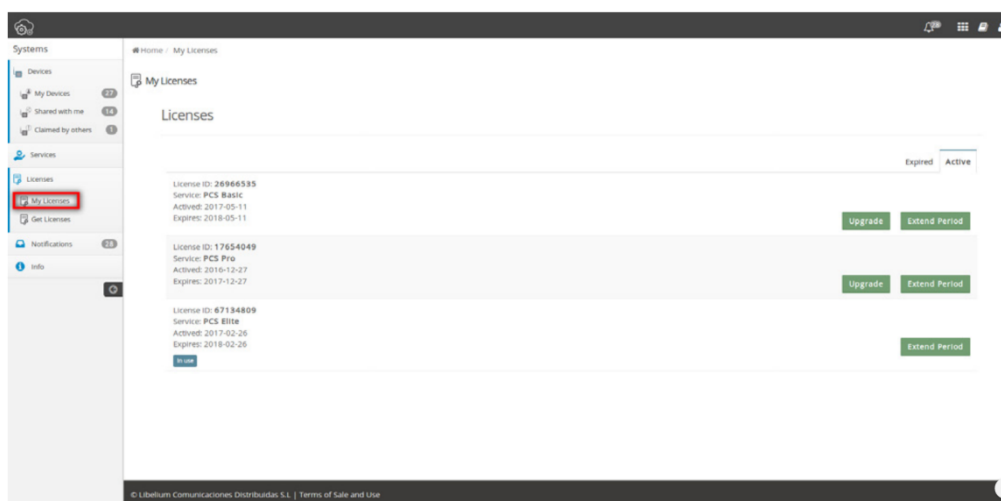 Systems
Devices
My Devices 27
Shared with me 14
Claimed by others 1
Services
Licenses
My Licenses
Get Licenses
Notifications 28
Info
Home / My Licenses
My Licenses
Licenses
Expired Active
License ID: 26966535
Service: PCS Basic
Actived: 2017-05-11
Expires: 2018-05-11
Upgrade Extend Period
License ID: 17654049
Service: PCS Pro
Actived: 2016-12-27
Expires: 2017-12-27
Upgrade Extend Period
License ID: 67134809
Service: PCS Elite
Actived: 2017-02-26
Expires: 2018-02-26
In use
Extend Period
© Libelium Comunicaciones Distribuidas S.L | Terms of Sale and Use